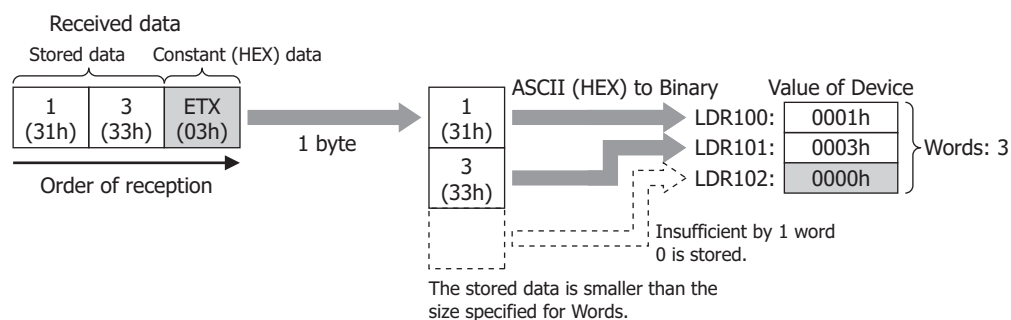 Received data
Stored data Constant (HEX) data
1
(31h)
3
(33h)
ETX
(03h)
Order of reception
1 byte
1
(31h)
3
(33h)
ASCII (HEX) to Binary
Value of Device
LDR100: 0001h
LDR101: 0003h
LDR102: 0000h
Words: 3
Insufficient by 1 word
0 is stored.
The stored data is smaller than the
size specified for Words.